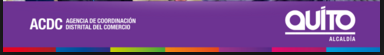 ACDC AGENCIA DE COORDINACIÓN
DISTRITAL DEL COMERCIO
QUITO
ALCALDÍA